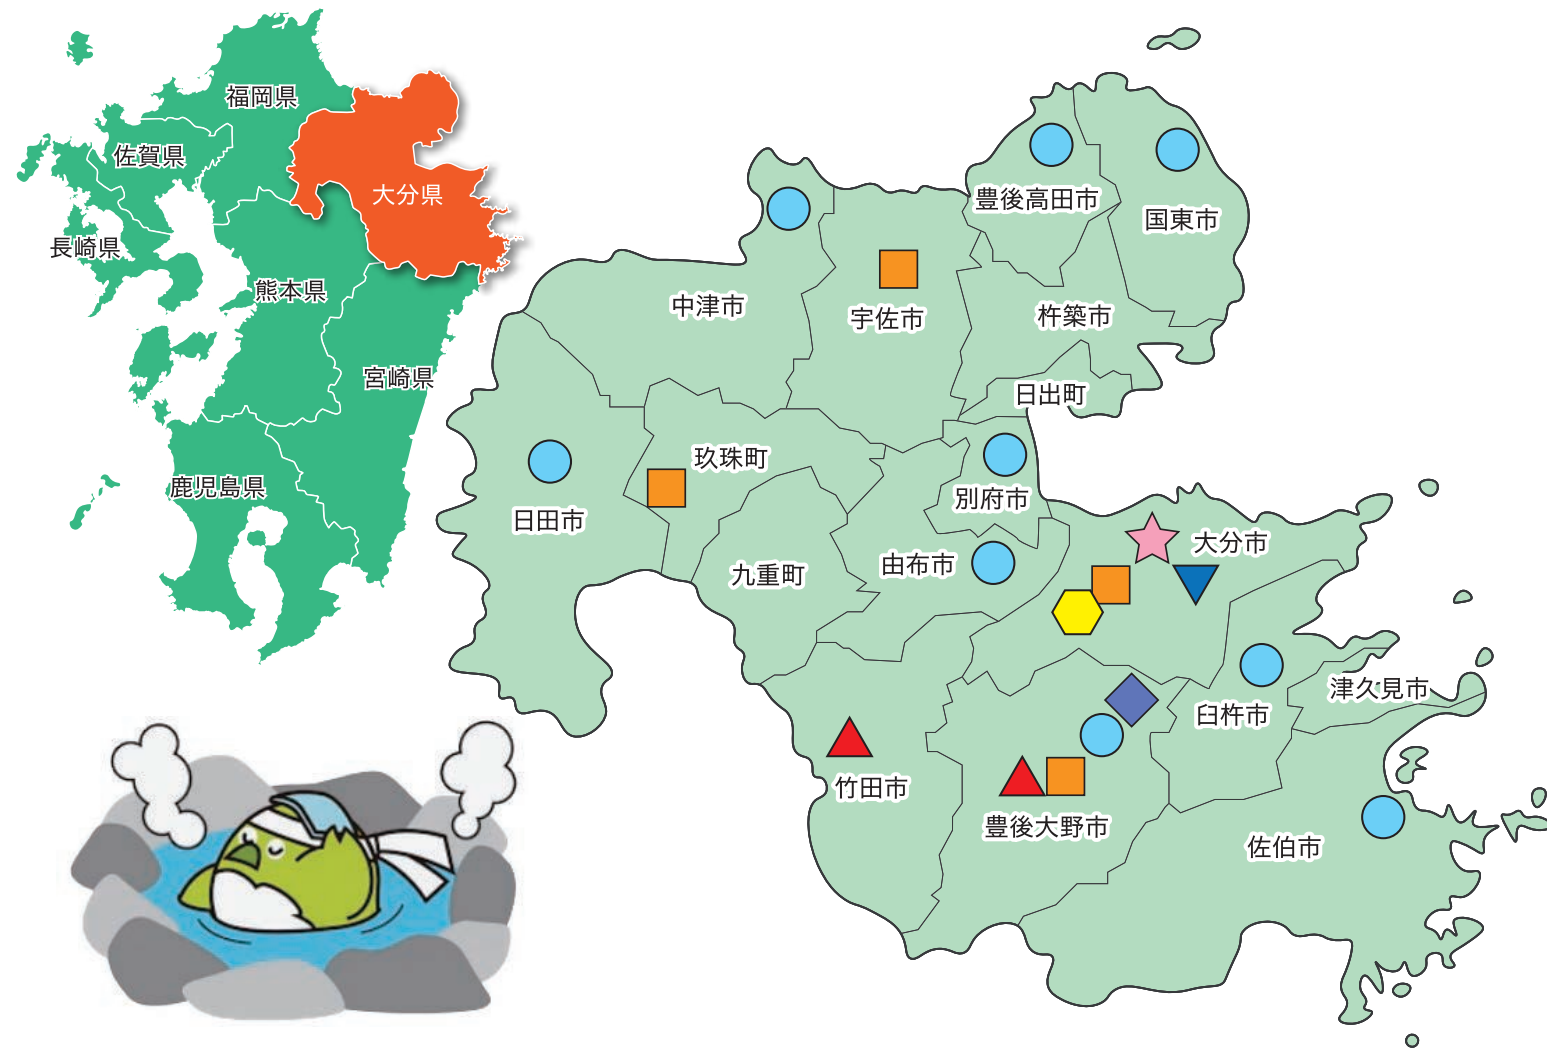 福岡県
佐賀県
大分県
長崎県
熊本県
宮崎県
鹿児島県
豊後高田市
国東市
中津市
宇佐市
杵築市
日出町
玖珠町
別府市
日田市
大分市
由布市
九重町
津久見市
臼杵市
竹田市
豊後大野市
佐伯市